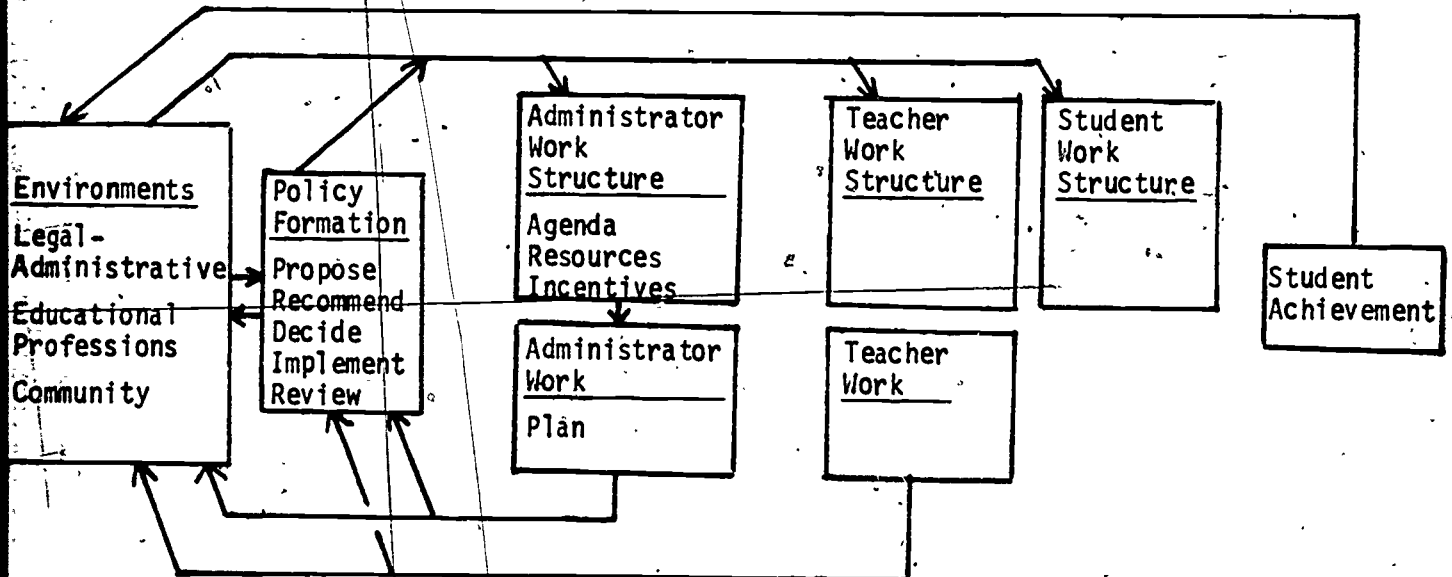 Environments
Legal-
Administrative
Educational
Professions
Community
Policy
Formation
Propose
Recommend
Decide
Implement
Review
Administrator
Work
Structure
Agenda
Resources
Incentives
Administrator
Work
Plan
Teacher
Work
Structure
Teacher
Work
Student
Work
Structure
Student
Achievement